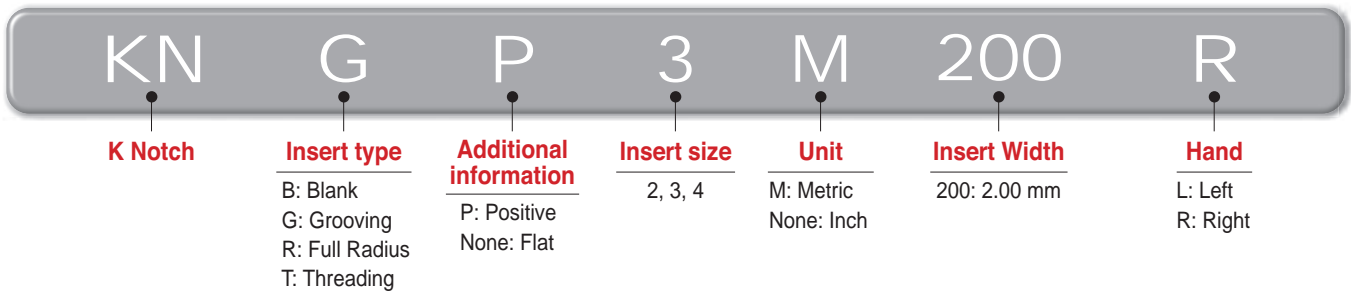 KN G P 3 M 200 R
K Notch
Insert type
B: Blank
G: Grooving
R: Full Radius
T: Threading
Additional
information
P: Positive
None: Flat
Insert size
2, 3, 4
Unit
M: Metric
None: Inch
Insert Width
200: 2.00 mm
Hand
L: Left
R: Right